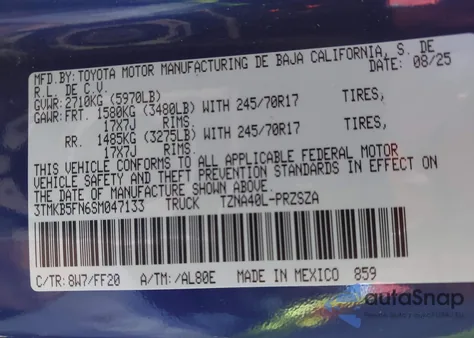 MFD.BY:TOYOTA MOTOR MANUFACTURING DE BAJA CALIFORNIA, S. DE
R.L. DE C.V. DATE: 08/25
GVWR:2710KG (5970LB)
GAWR:FRT. 1580KG (3480LB) WITH 245/70R17 TIRES,
17X7J RIMS.
RR. 1485KG (3275LB) WITH 245/70R17 TIRES,
17X7J RIMS.
THIS VEHICLE CONFORMS TO ALL APPLICABLE FEDERAL MOTOR
VEHICLE SAFETY AND THEFT PREVENTION STANDARDS IN EFFECT ON
THE DATE OF MANUFACTURE SHOWN ABOVE.
3TMKB5FN6SM047133 TRUCK TZNA40L-PRZSZA
C/TR:8W7/FF20 A/TM:/AL80E MADE IN MEXICO 859
autoSnap